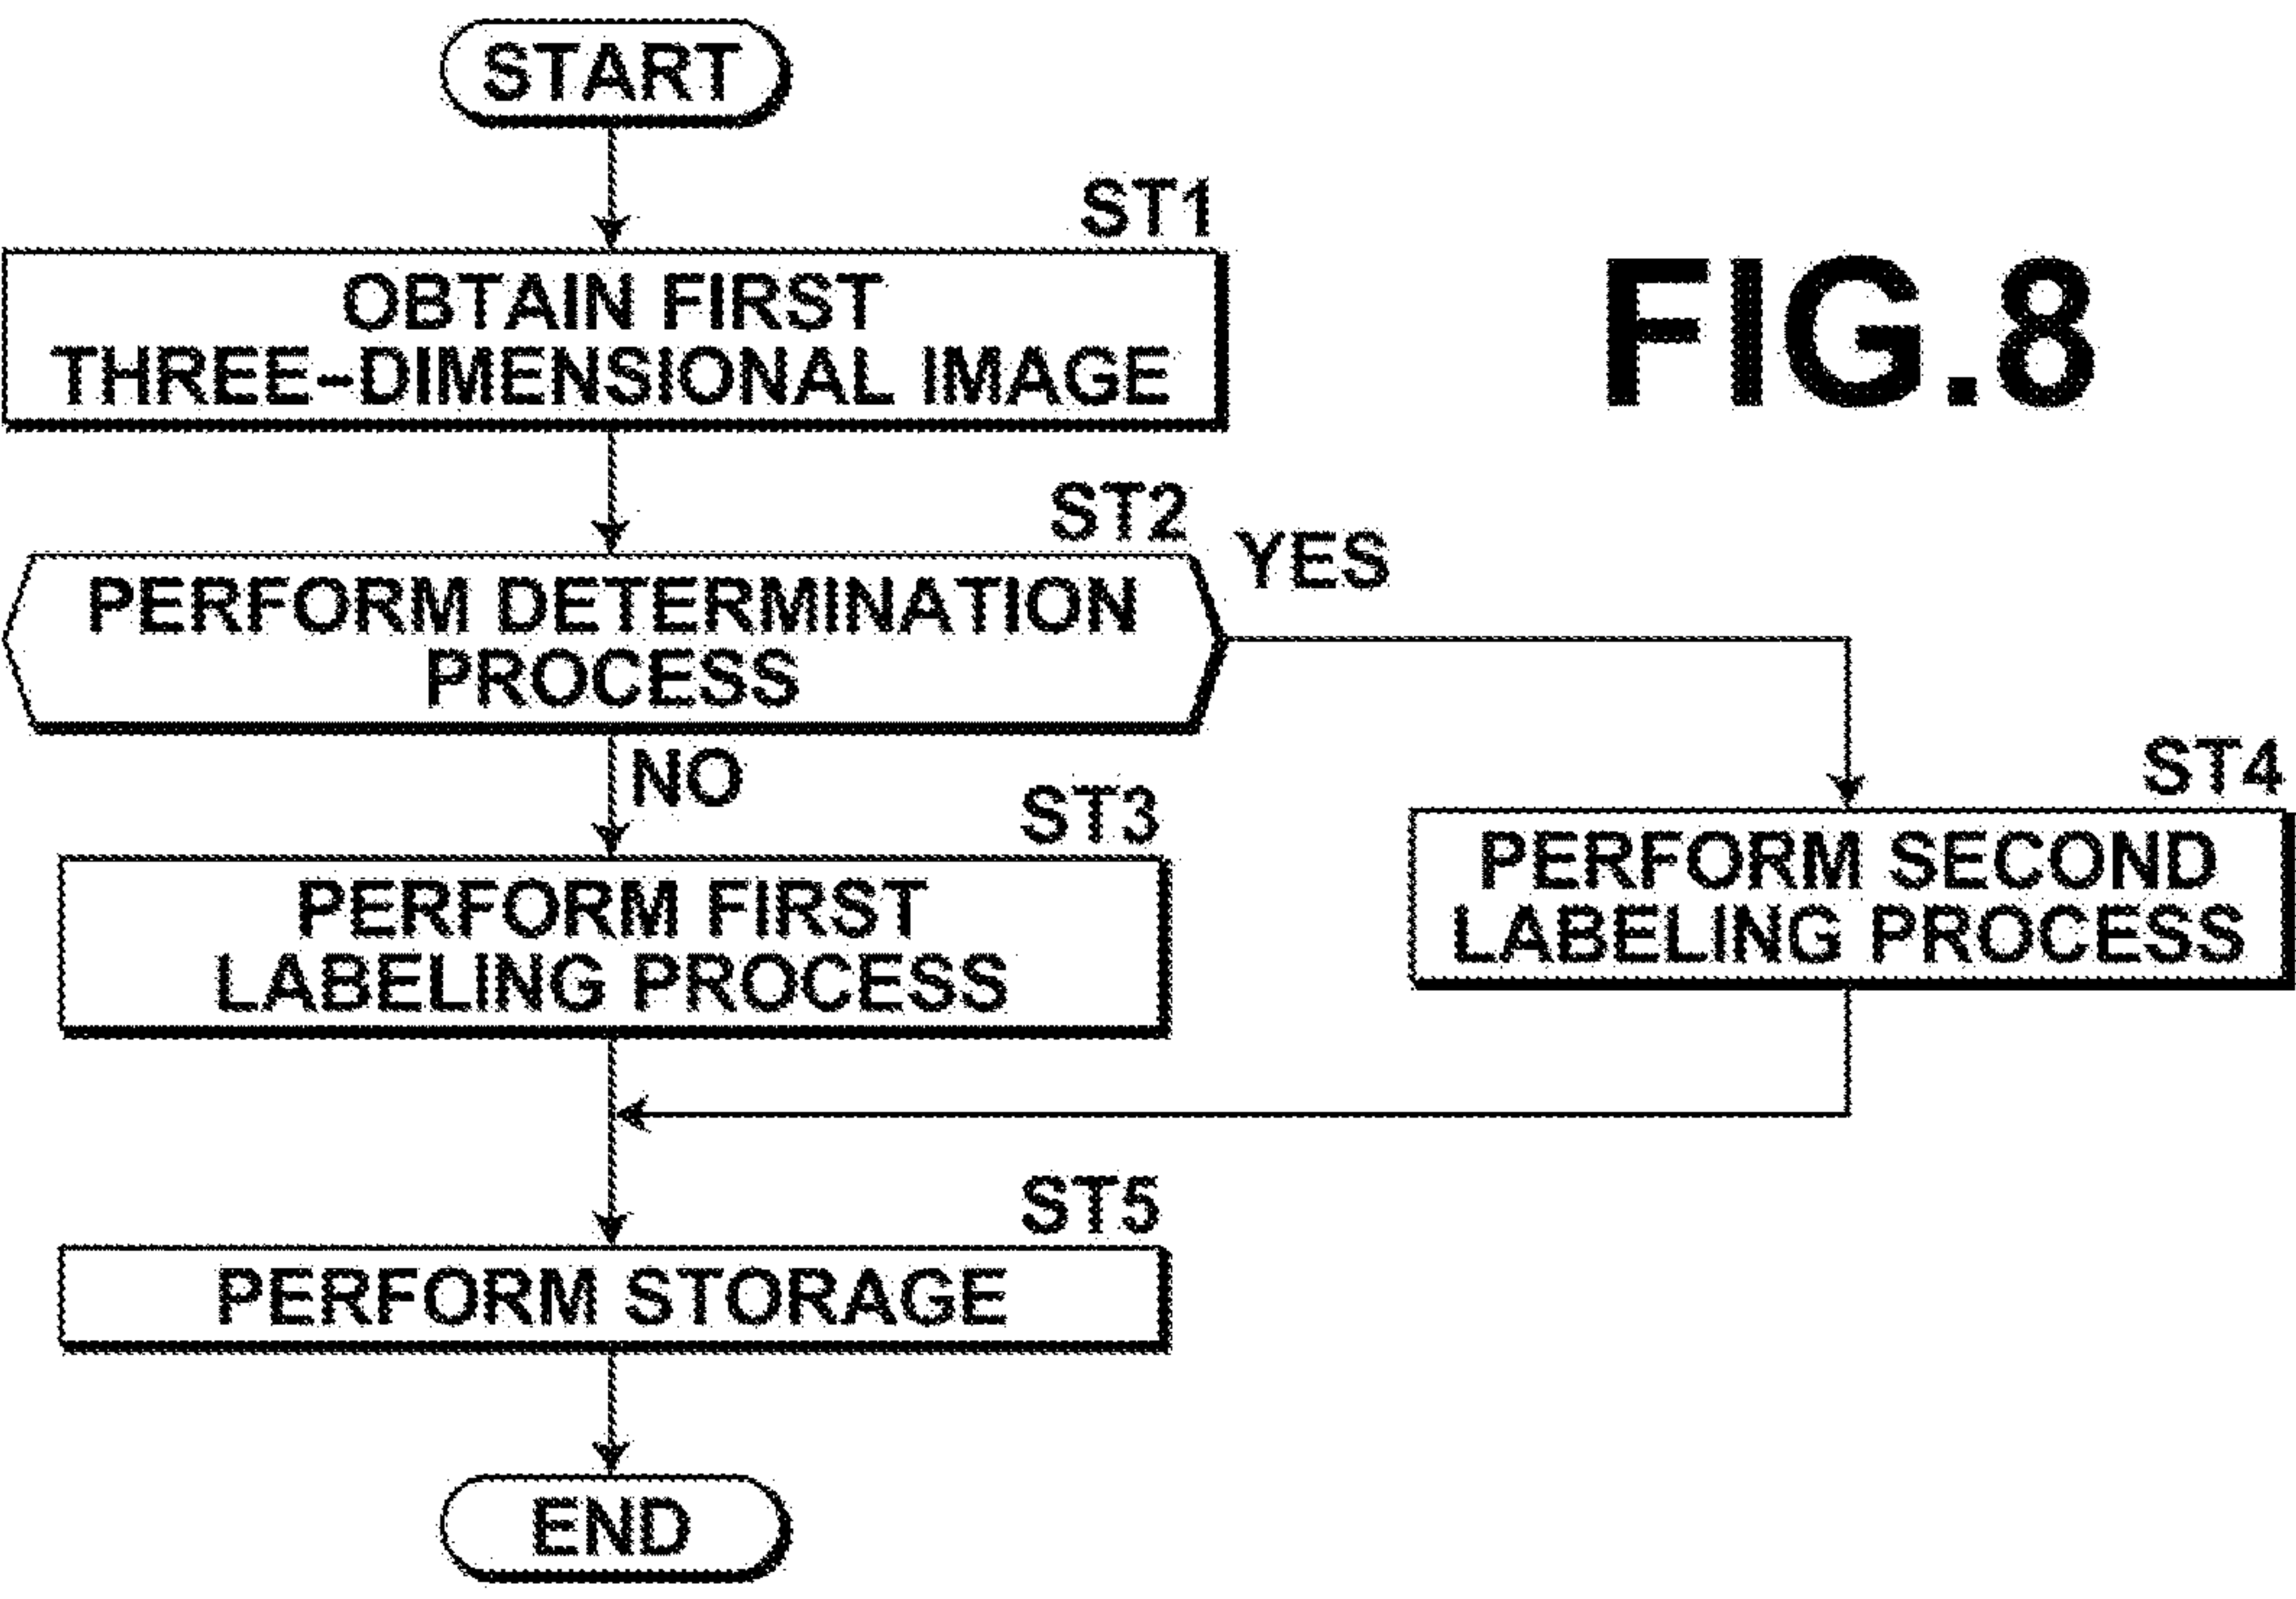 START
ST1
OBTAIN FIRST
THREE-DIMENSIONAL IMAGE
FIG.8
ST2
YES
PERFORM DETERMINATION
PROCESS
NO
ST3
ST4
PERFORM FIRST
LABELING PROCESS
PERFORM SECOND
LABELING PROCESS
ST5
PERFORM STORAGE
END